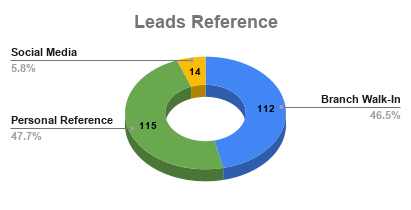 Leads Reference
Social Media
5.8%
14
Branch Walk-In
46.5%
112
Personal Reference
47.7%
115